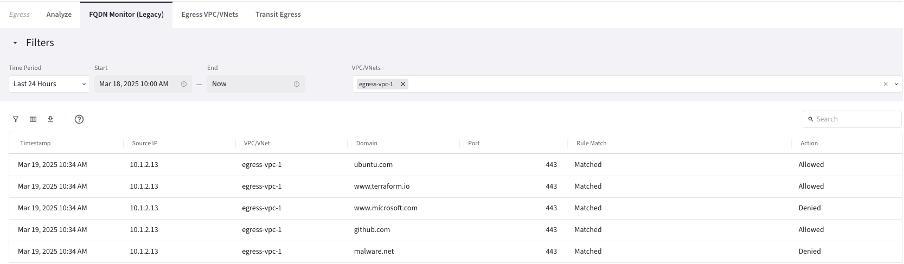 Egress Analyze FQDN Monitor (Legacy) Egress VPC/VNets Transit Egress
Filters
Time Period Start End VPC/VNets
Last 24 Hours Mar 18, 2025 10:00 AM — Now egress-vpc-1
Search
Timestamp Source IP VPC/VNet Domain Port Rule Match Action
Mar 19, 2025 10:34 AM 10.1.2.13 egress-vpc-1 ubuntu.com 443 Matched Allowed
Mar 19, 2025 10:34 AM 10.1.2.13 egress-vpc-1 www.terraform.io 443 Matched Allowed
Mar 19, 2025 10:34 AM 10.1.2.13 egress-vpc-1 www.microsoft.com 443 Matched Denied
Mar 19, 2025 10:34 AM 10.1.2.13 egress-vpc-1 github.com 443 Matched Allowed
Mar 19, 2025 10:34 AM 10.1.2.13 egress-vpc-1 malware.net 443 Matched Denied